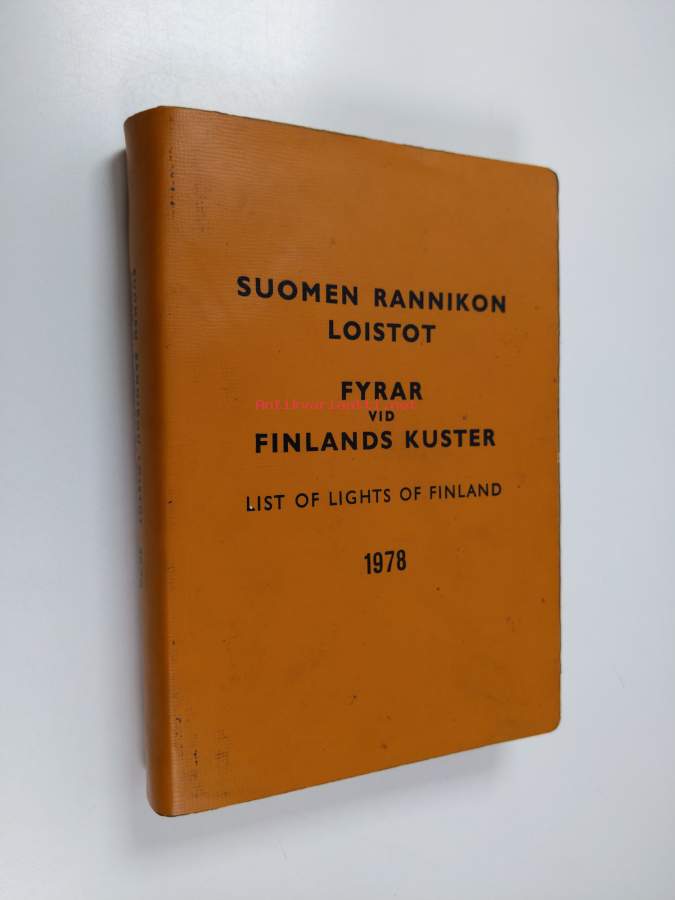 SUOMEN RANNIKON
LOISTOT
FYRAR
VID
FINLANDS KUSTER
LIST OF LIGHTS OF FINLAND
1978